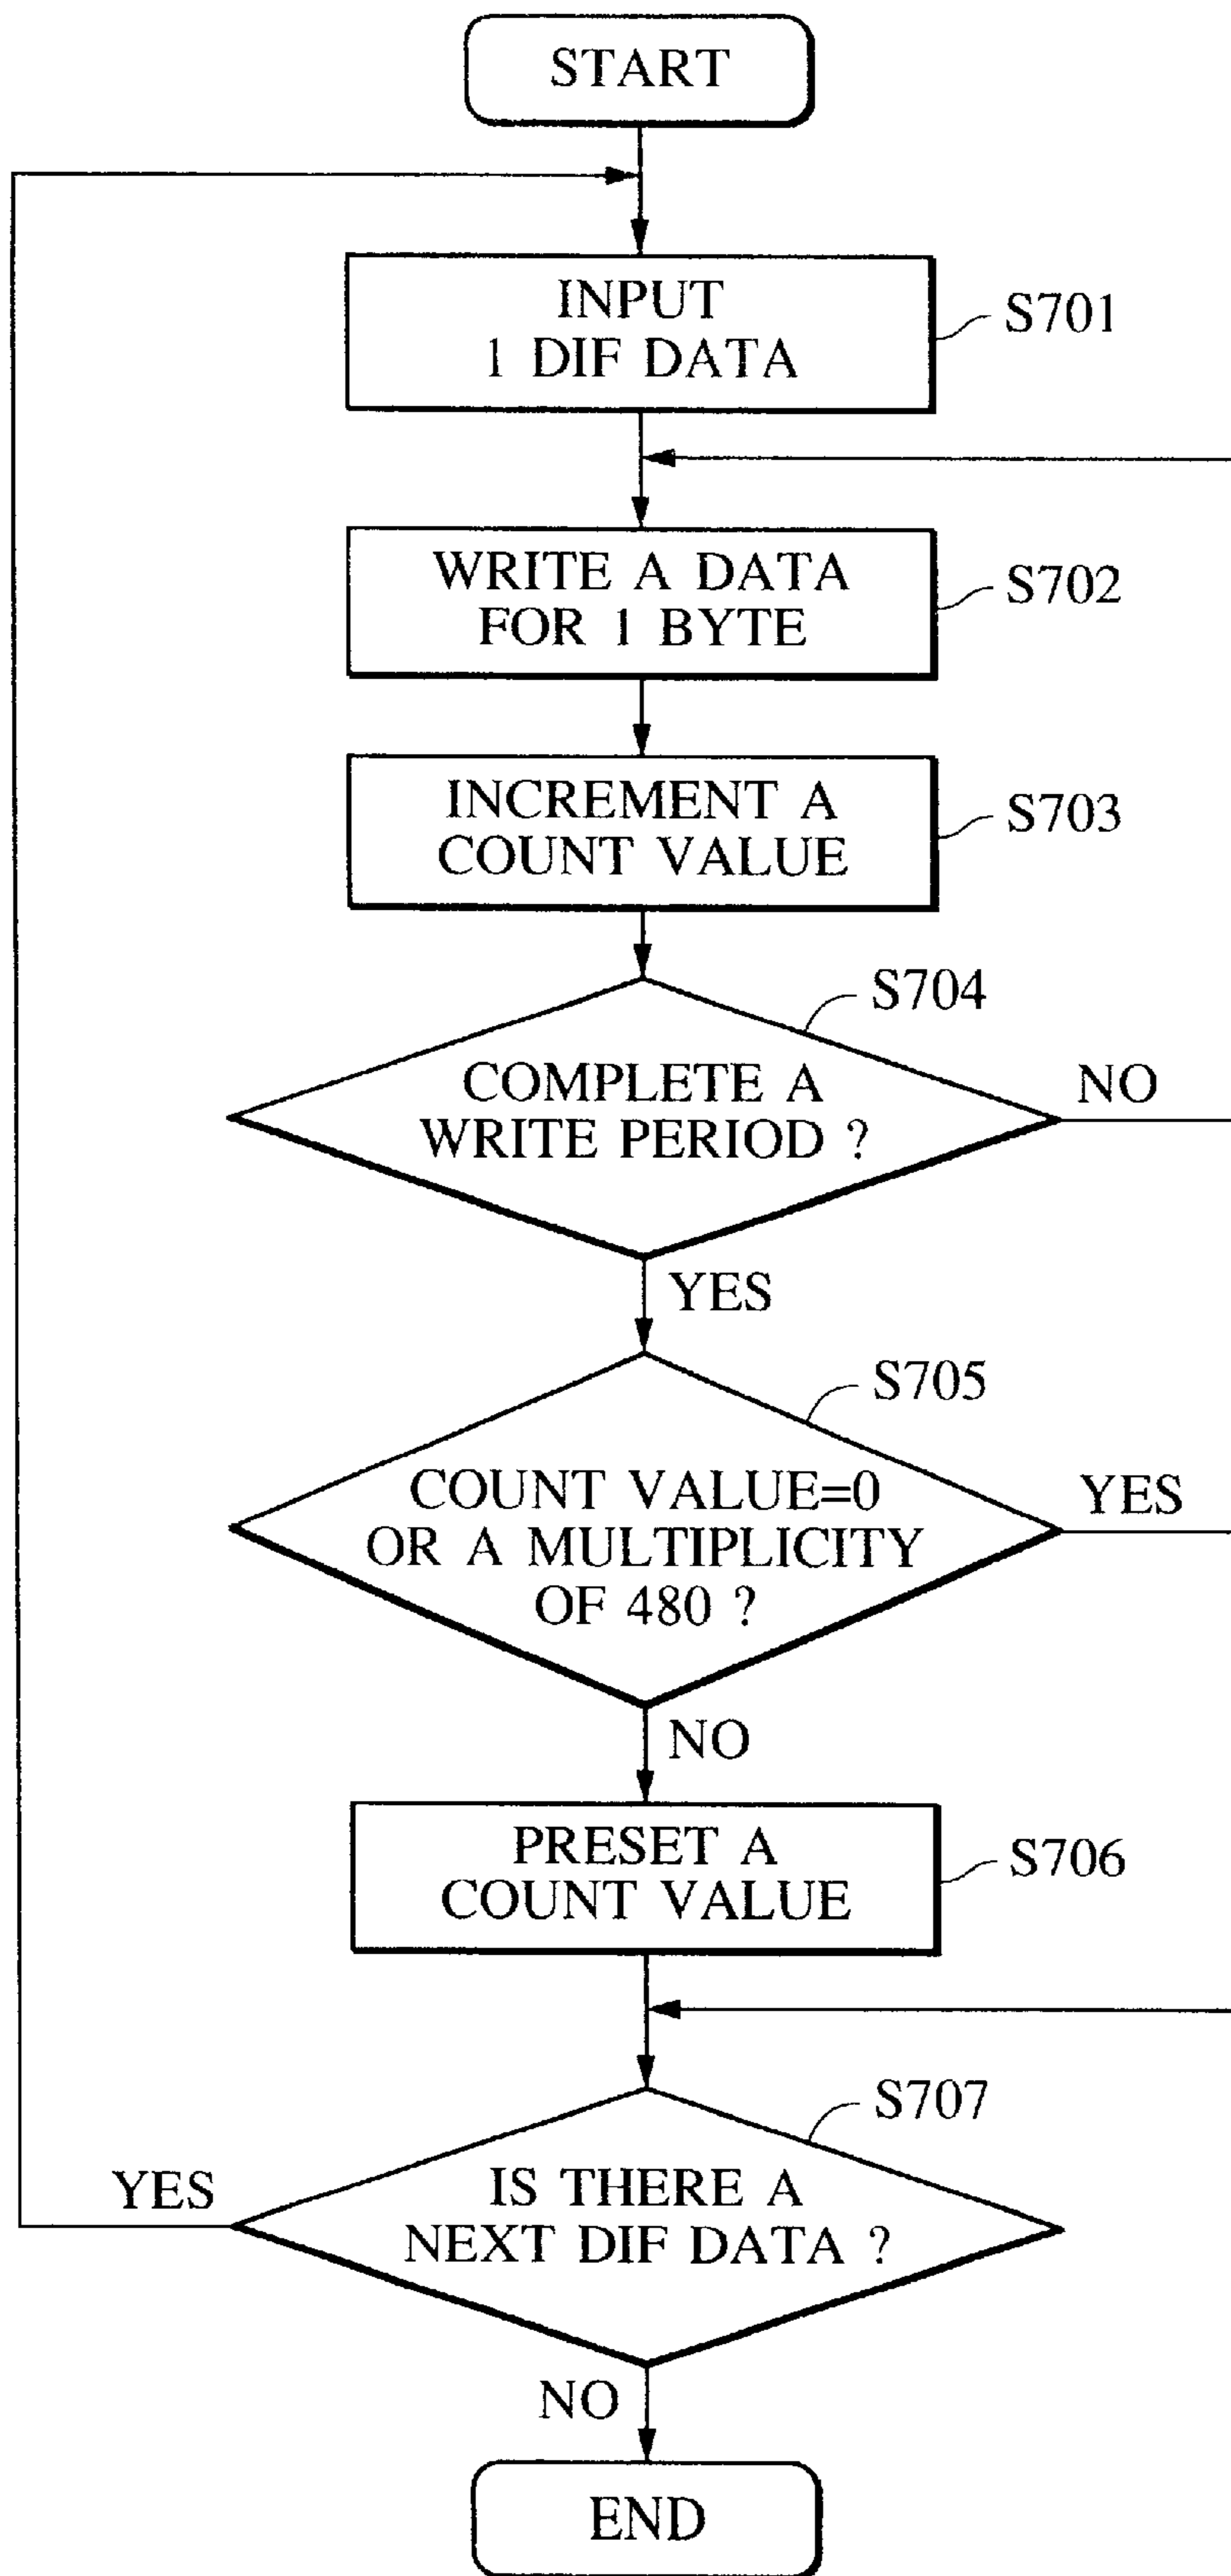 START
INPUT
1 DIF DATA
S701
WRITE A DATA
FOR 1 BYTE
S702
INCREMENT A
COUNT VALUE
S703
S704
COMPLETE A
WRITE PERIOD ?
NO
YES
S705
COUNT VALUE=0
OR A MULTIPLICITY
OF 480 ?
YES
NO
PRESET A
COUNT VALUE
S706
S707
IS THERE A
NEXT DIF DATA ?
YES
NO
END